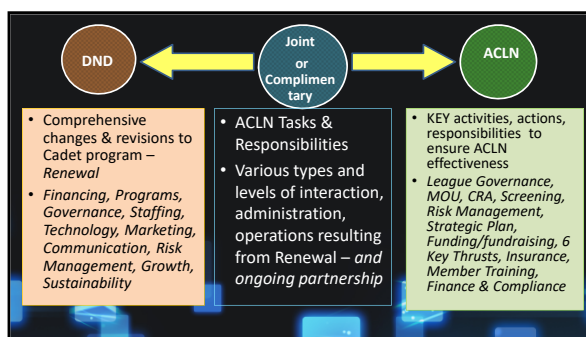 DND
Joint
or
Complimen
tary
ACLN
• Comprehensive
changes & revisions to
Cadet program –
Renewal
• Financing, Programs,
Governance, Staffing,
Technology, Marketing,
Communication, Risk
Management, Growth,
Sustainability
• ACLN Tasks &
Responsibilities
• Various types and
levels of interaction,
administration,
operations resulting
from Renewal – and
ongoing partnership
• KEY activities, actions,
responsibilities to
ensure ACLN
effectiveness
• League Governance,
MOU, CRA, Screening,
Risk Management,
Strategic Plan,
Funding/fundraising, 6
Key Thrusts, Insurance,
Member Training,
Finance & Compliance